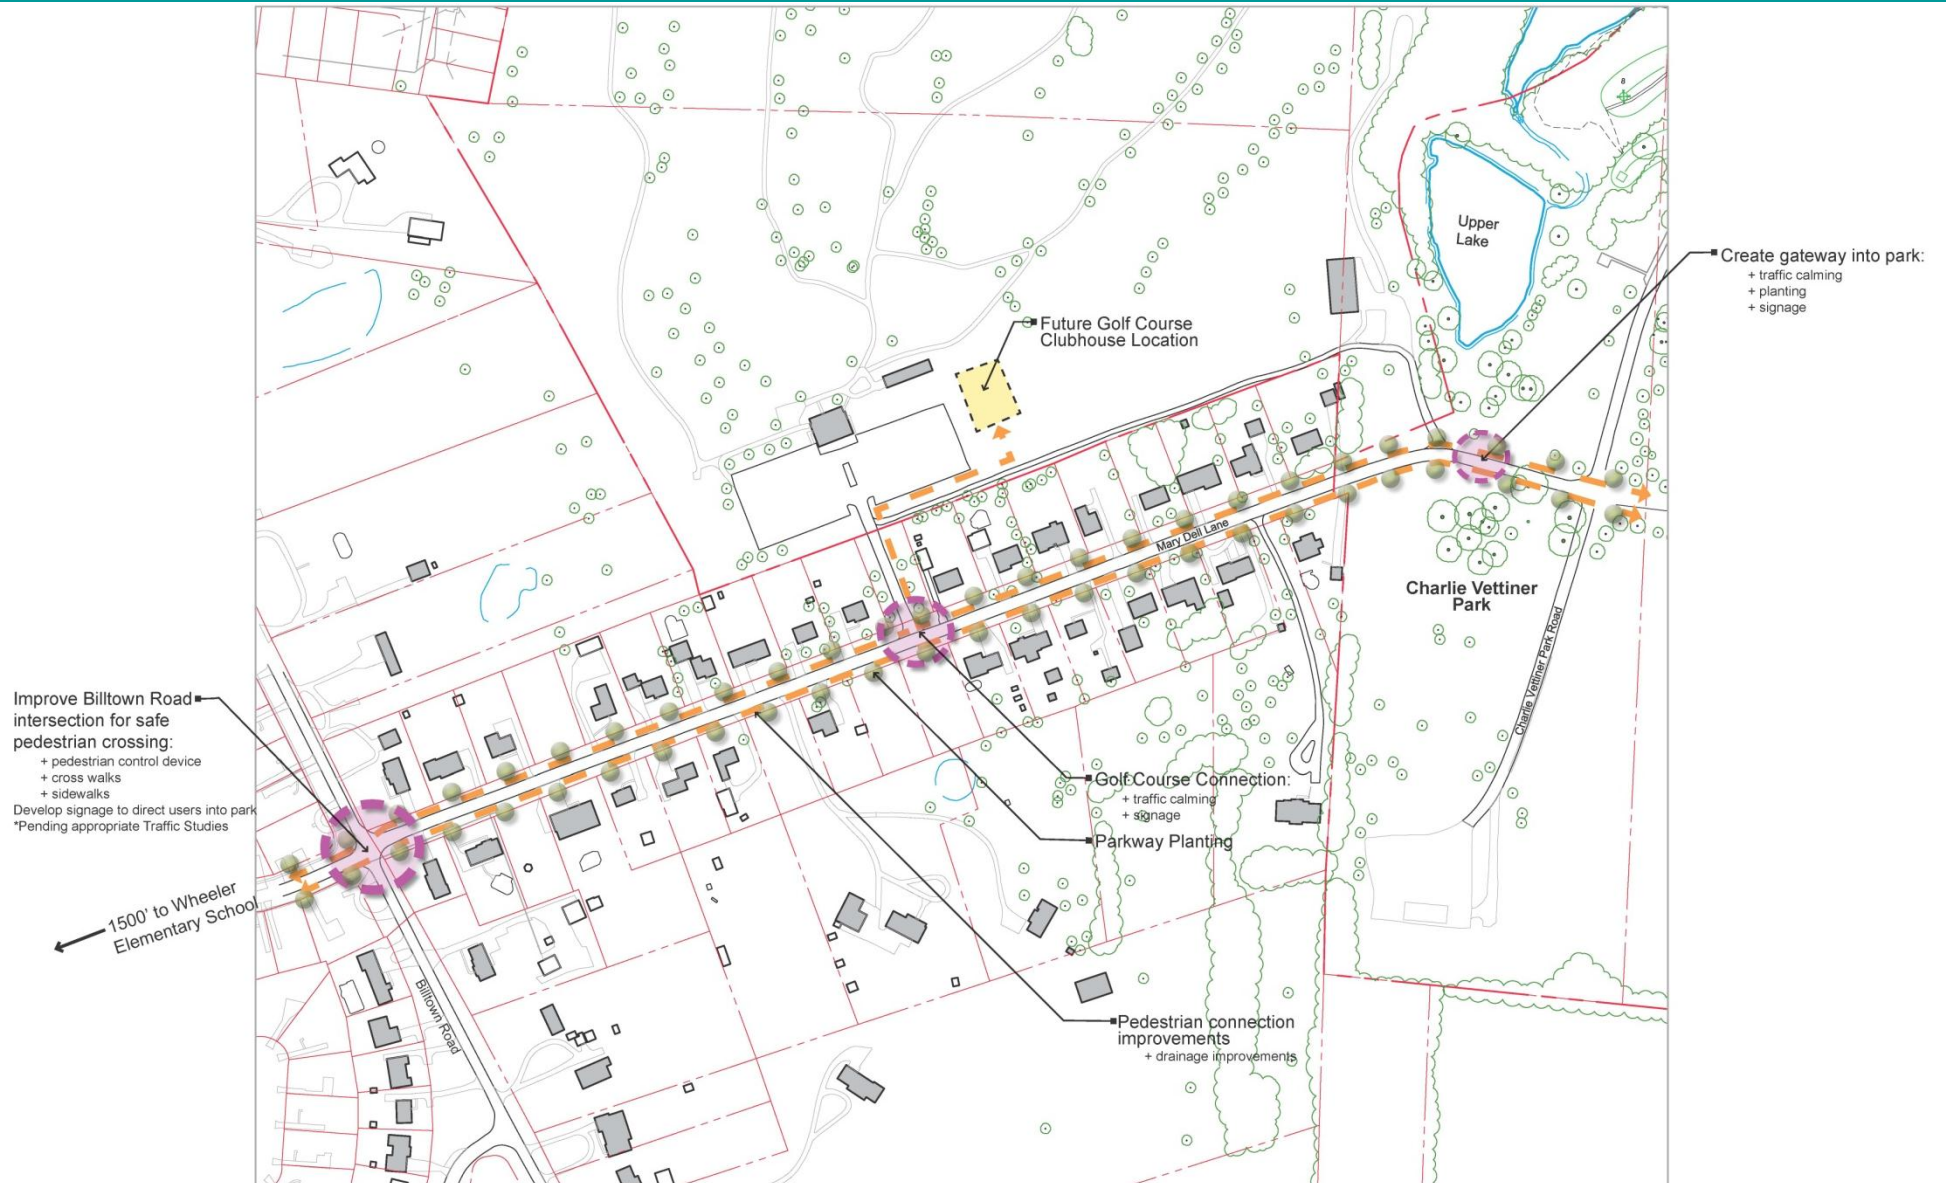 8
Upper
Lake
Create gateway into park:
+ traffic calming
+ planting
+ signage
Future Golf Course
Clubhouse Location
Mary Dell Lane
Charlie Vettiner
Park
Charlie Vettiner Park Road
Improve Billtown Road
intersection for safe
pedestrian crossing:
+ pedestrian control device
+ cross walks
+ sidewalks
Develop signage to direct users into park
*Pending appropriate Traffic Studies
Golf Course Connection:
+ traffic calming
+ signage
Parkway Planting
1500' to Wheeler
Elementary School
Billtown Road
Pedestrian connection
improvements
+ drainage improvements